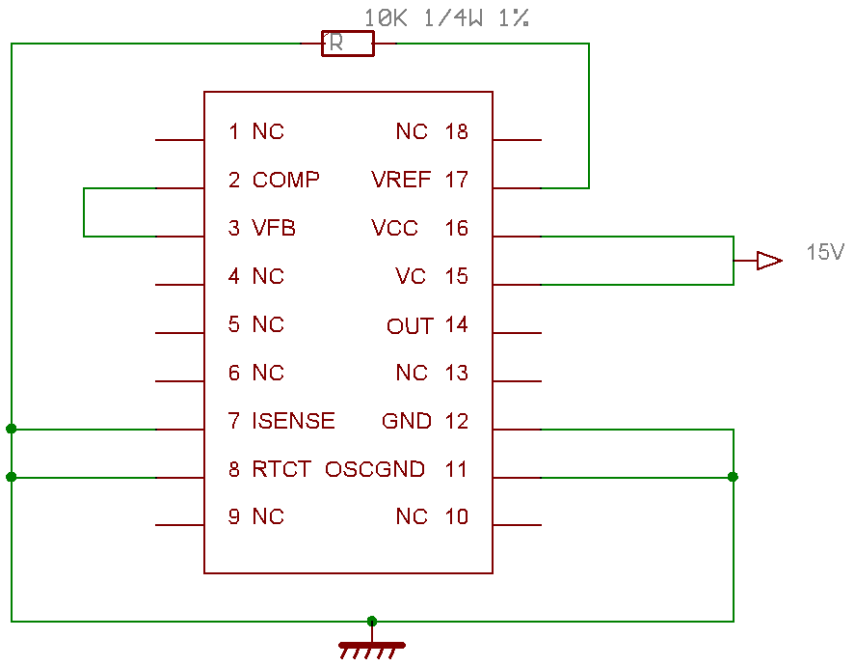 10K 1/4W 1%
R
1 NC NC 18
2 COMP VREF 17
3 VFB VCC 16
15V
4 NC VC 15
5 NC OUT 14
6 NC NC 13
7 ISENSE GND 12
8 RTCT OSCGND 11
9 NC NC 10